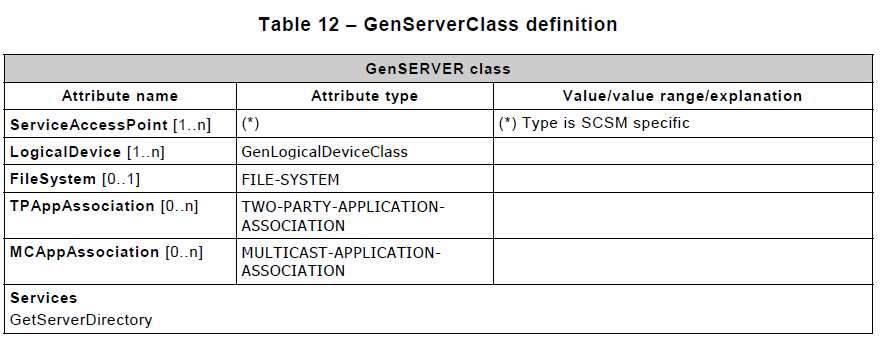 Table 12 – GenServerClass definition
GenSERVER class
Attribute name Attribute type Value/value range/explanation
ServiceAccessPoint [1..n] (*) (*) Type is SCSM specific
LogicalDevice [1..n] GenLogicalDeviceClass
FileSystem [0..1] FILE-SYSTEM
TPAppAssociation [0..n] TWO-PARTY-APPLICATION-
ASSOCIATION
MCAppAssociation [0..n] MULTICAST-APPLICATION-
ASSOCIATION
Services
GetServerDirectory